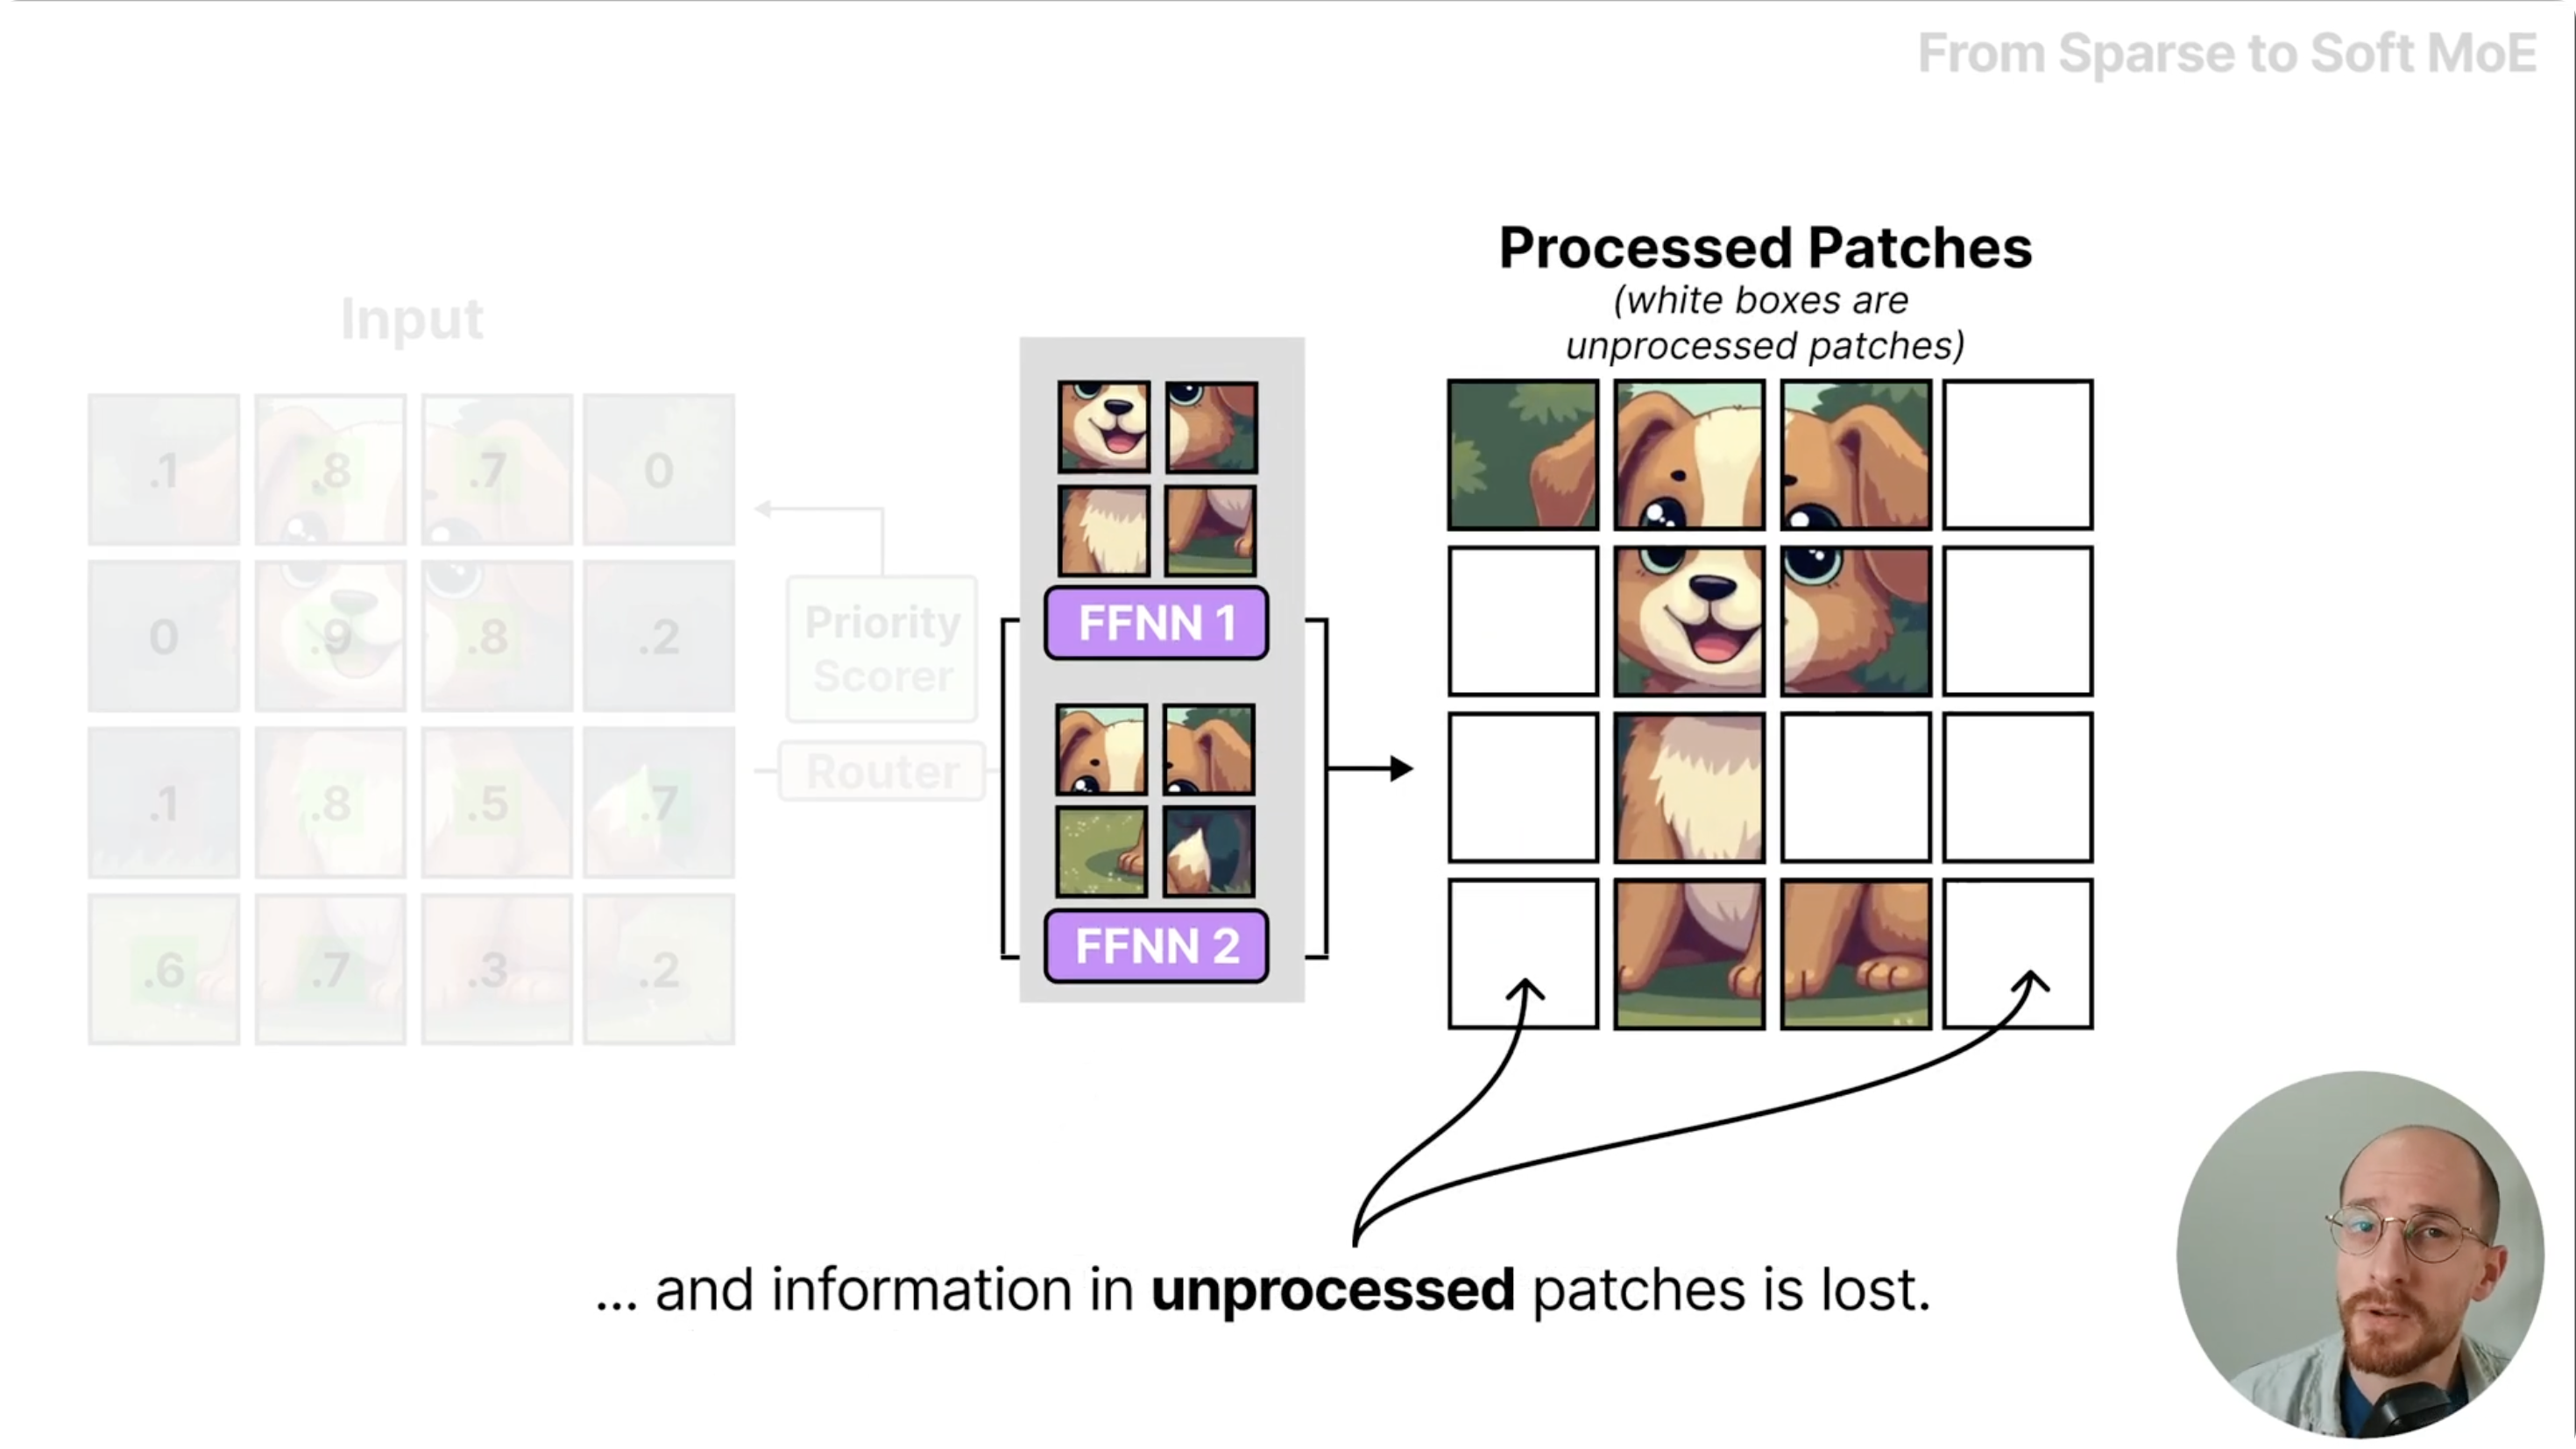 From Sparse to Soft MoE
Processed Patches
(white boxes are
unprocessed patches)
Input
.1 .8 .7 0
0 .9 .8 .2
.1 .8 .5 .7
.6 .7 .3 .2
Priority
Scorer
Router
FFNN 1
FFNN 2
... and information in unprocessed patches is lost.